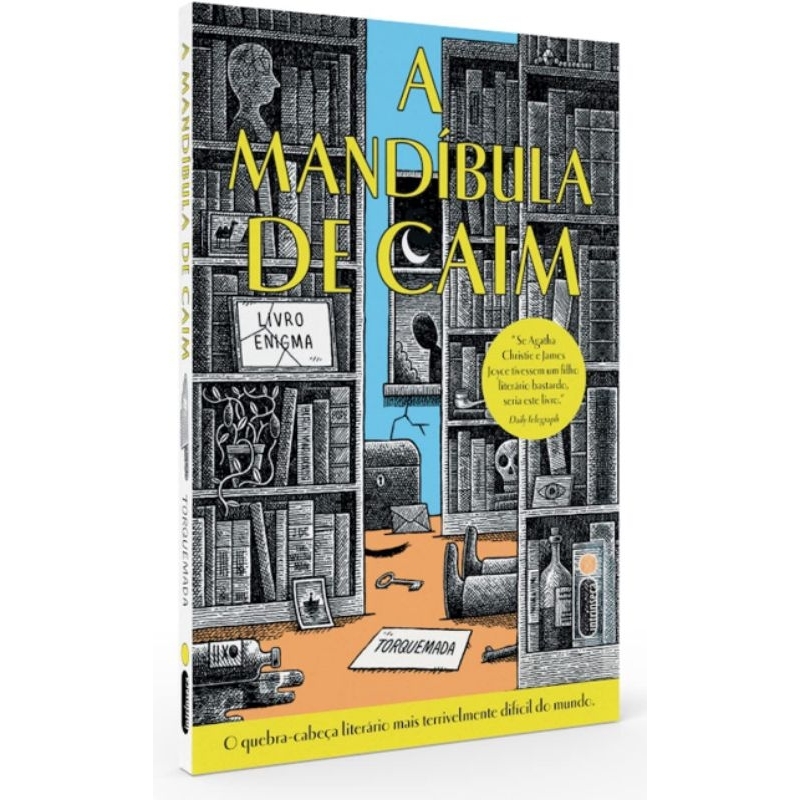 A
MANDÍBULA
DE CAIM
LIVRO
ENIGMA
"Se Agatha
Christie e James
Joyce tivessem um filho
literário bastardo,
seria este livro."
Daily Telegraph
TORQUEMADA
intrínseca
O quebra-cabeça literário mais terrivelmente difícil do mundo.
A MANDÍBULA DE CAIM
TORQUEMADA